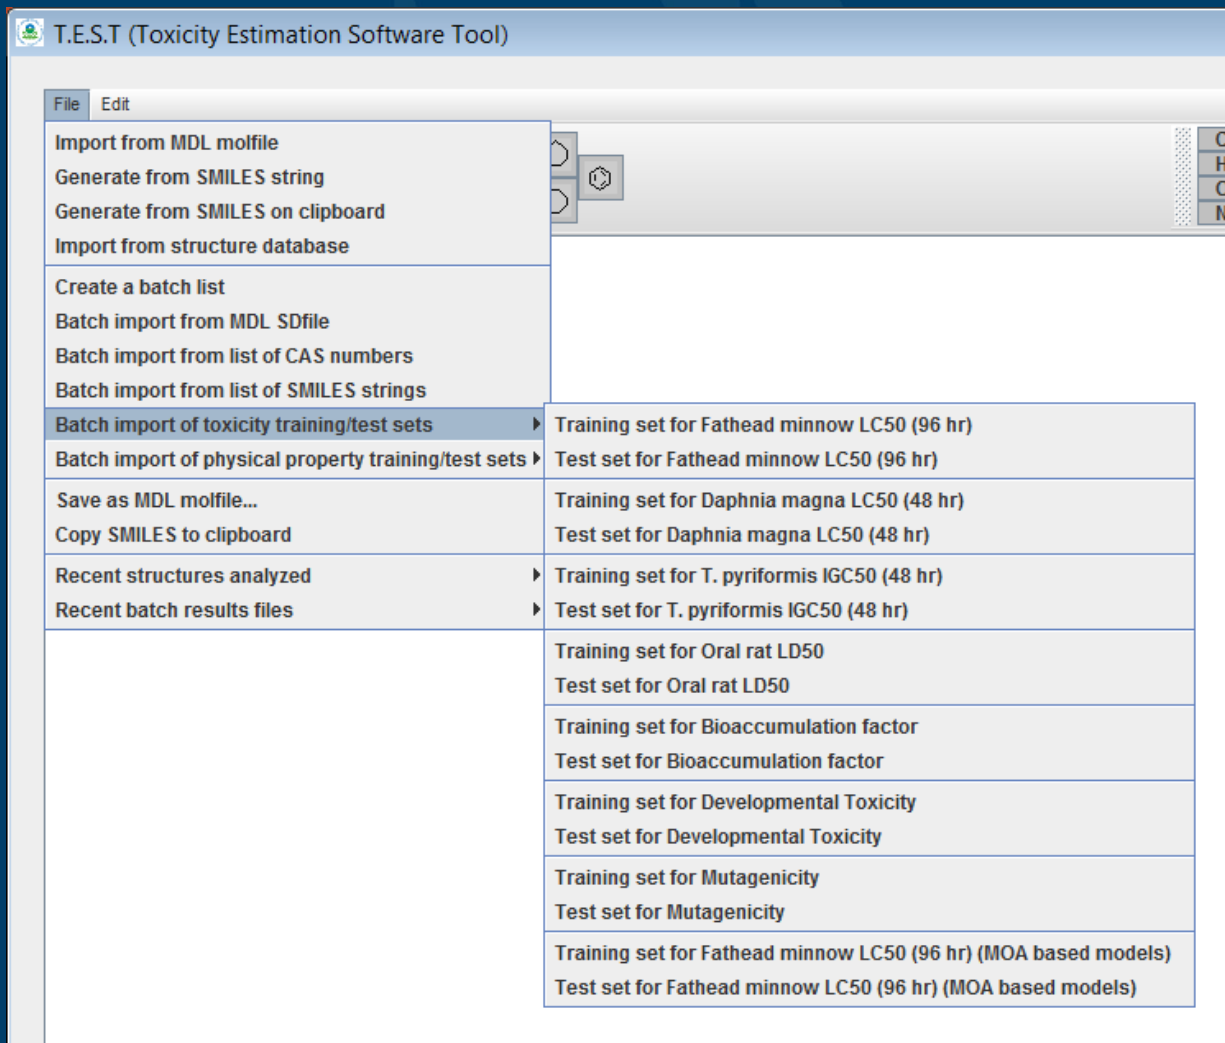 T.E.S.T (Toxicity Estimation Software Tool)
File Edit
Import from MDL molfile
Generate from SMILES string
Generate from SMILES on clipboard
Import from structure database
Create a batch list
Batch import from MDL SDfile
Batch import from list of CAS numbers
Batch import from list of SMILES strings
Batch import of toxicity training/test sets
Batch import of physical property training/test sets
Save as MDL molfile...
Copy SMILES to clipboard
Recent structures analyzed
Recent batch results files
Training set for Fathead minnow LC50 (96 hr)
Test set for Fathead minnow LC50 (96 hr)
Training set for Daphnia magna LC50 (48 hr)
Test set for Daphnia magna LC50 (48 hr)
Training set for T. pyriformis IGC50 (48 hr)
Test set for T. pyriformis IGC50 (48 hr)
Training set for Oral rat LD50
Test set for Oral rat LD50
Training set for Bioaccumulation factor
Test set for Bioaccumulation factor
Training set for Developmental Toxicity
Test set for Developmental Toxicity
Training set for Mutagenicity
Test set for Mutagenicity
Training set for Fathead minnow LC50 (96 hr) (MOA based models)
Test set for Fathead minnow LC50 (96 hr) (MOA based models)